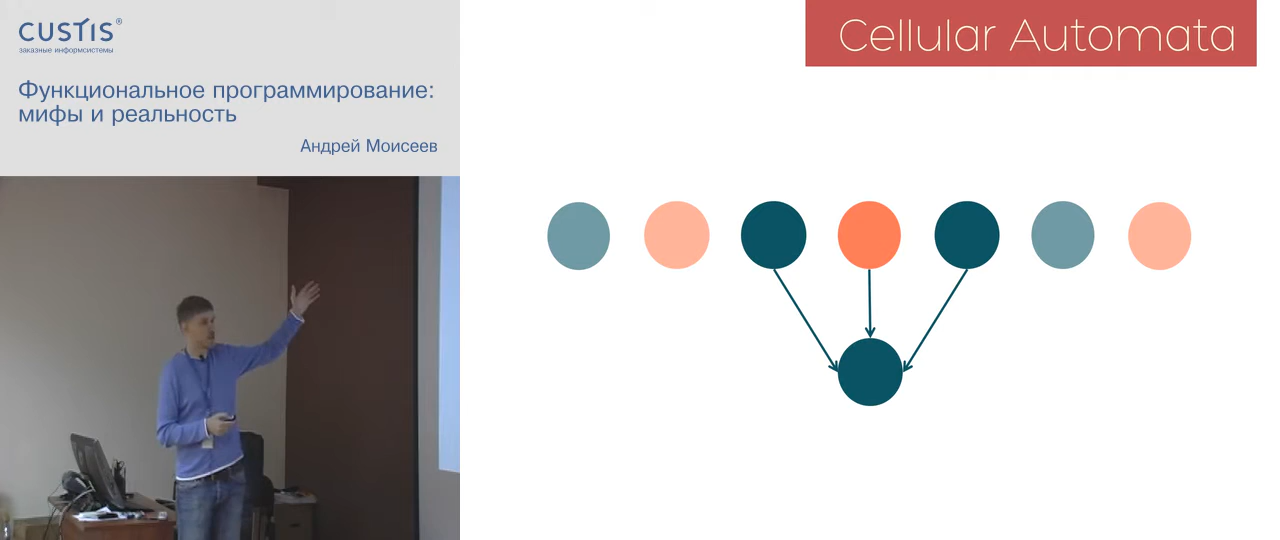 CUSTIS®
заказные информсистемы
Функциональное программирование:
мифы и реальность
Андрей Моисеев
Cellular Automata